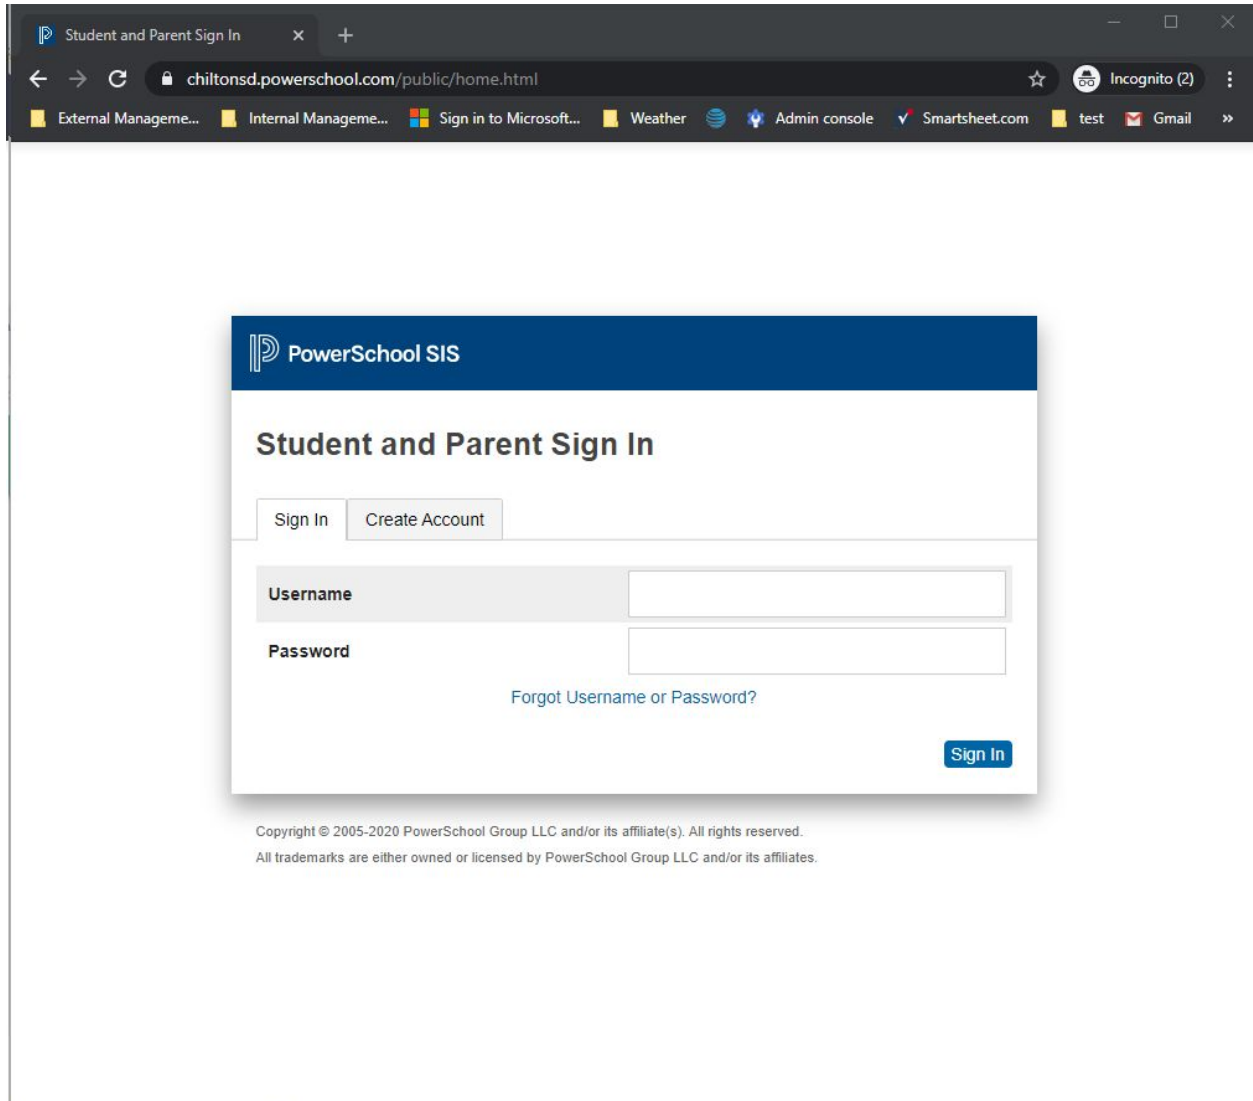 Student and Parent Sign In
chiltonsd.powerschool.com/public/home.html Incognito (2)
External Manageme... Internal Manageme... Sign in to Microsoft... Weather Admin console Smartsheet.com test Gmail »
PowerSchool SIS
Student and Parent Sign In
Sign In Create Account
Username
Password
Forgot Username or Password?
Sign In
Copyright © 2005-2020 PowerSchool Group LLC and/or its affiliate(s). All rights reserved.
All trademarks are either owned or licensed by PowerSchool Group LLC and/or its affiliates.